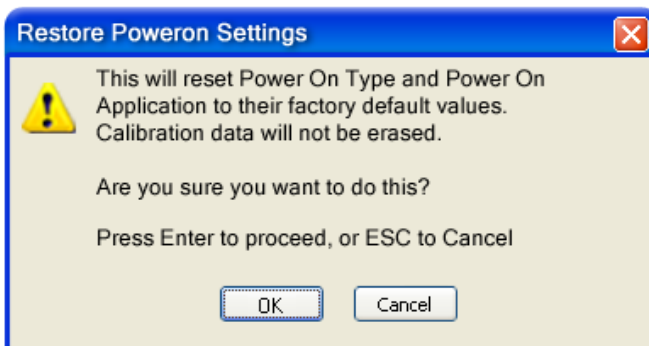 Restore Poweron Settings
This will reset Power On Type and Power On
Application to their factory default values.
Calibration data will not be erased.
Are you sure you want to do this?
Press Enter to proceed, or ESC to Cancel
OK
Cancel